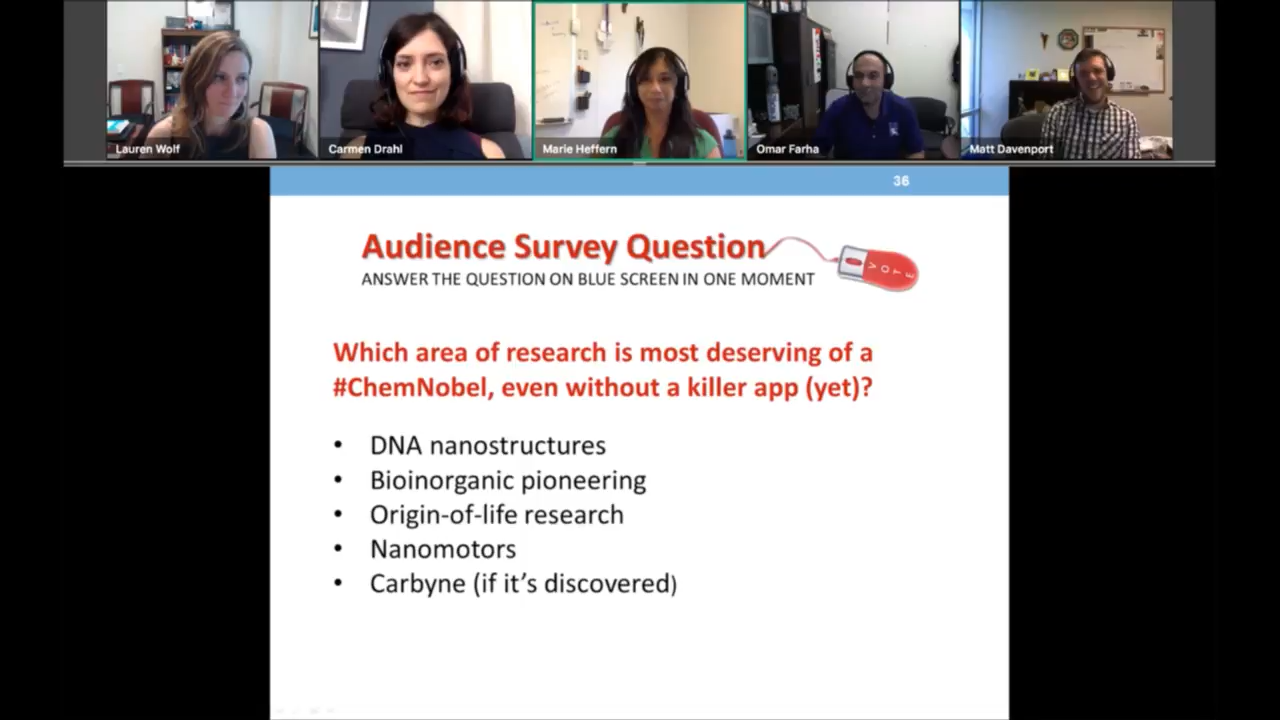 Lauren Wolf
Carmen Drahl
Marie Heffern
Omar Farha
Matt Davenport
36
Audience Survey Question
VOTE
ANSWER THE QUESTION ON BLUE SCREEN IN ONE MOMENT
Which area of research is most deserving of a
#ChemNobel, even without a killer app (yet)?
• DNA nanostructures
• Bioinorganic pioneering
• Origin-of-life research
• Nanomotors
• Carbyne (if it's discovered)